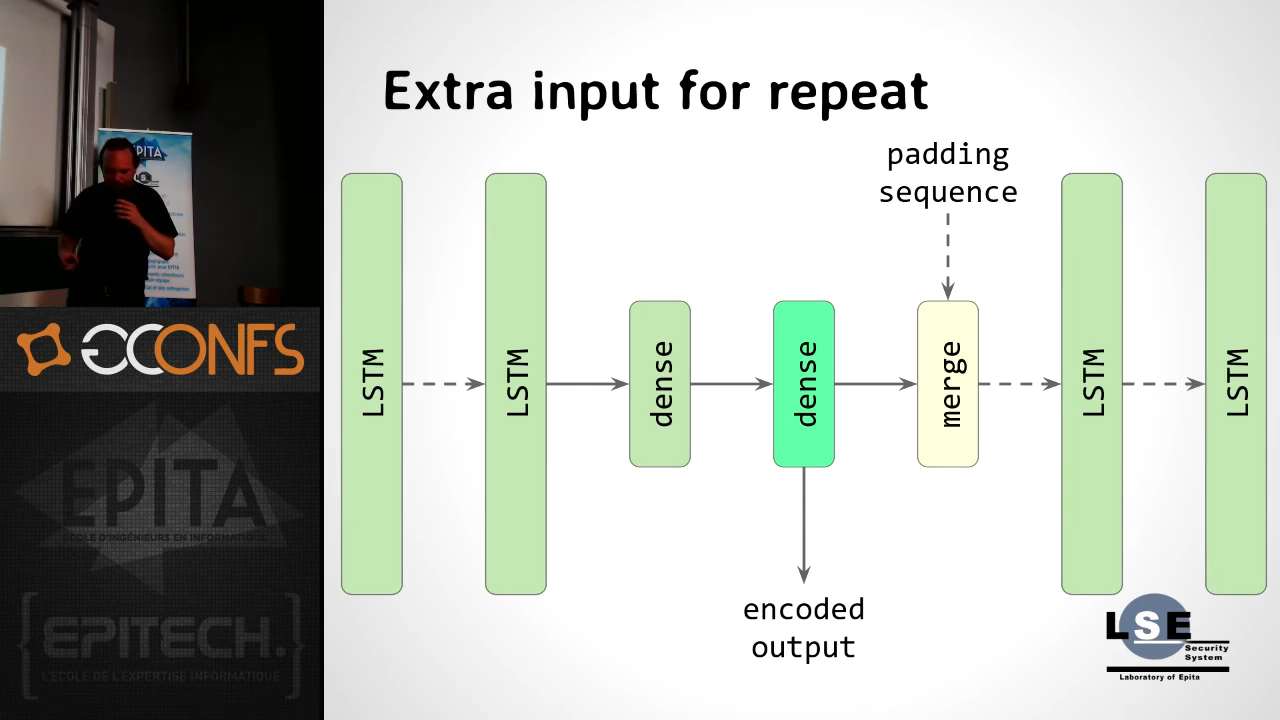 Extra input for repeat
padding
sequence
LSTM
LSTM
dense
dense
merge
LSTM
LSTM
encoded
output
EPITA
CONFS
EPITA
ÉCOLE D'INGÉNIEURS EN INFORMATIQUE
{EPITECH.}
L'ECOLE DE L'EXPERTISE INFORMATIQUE
LSE
Security
System
Laboratory of Epita